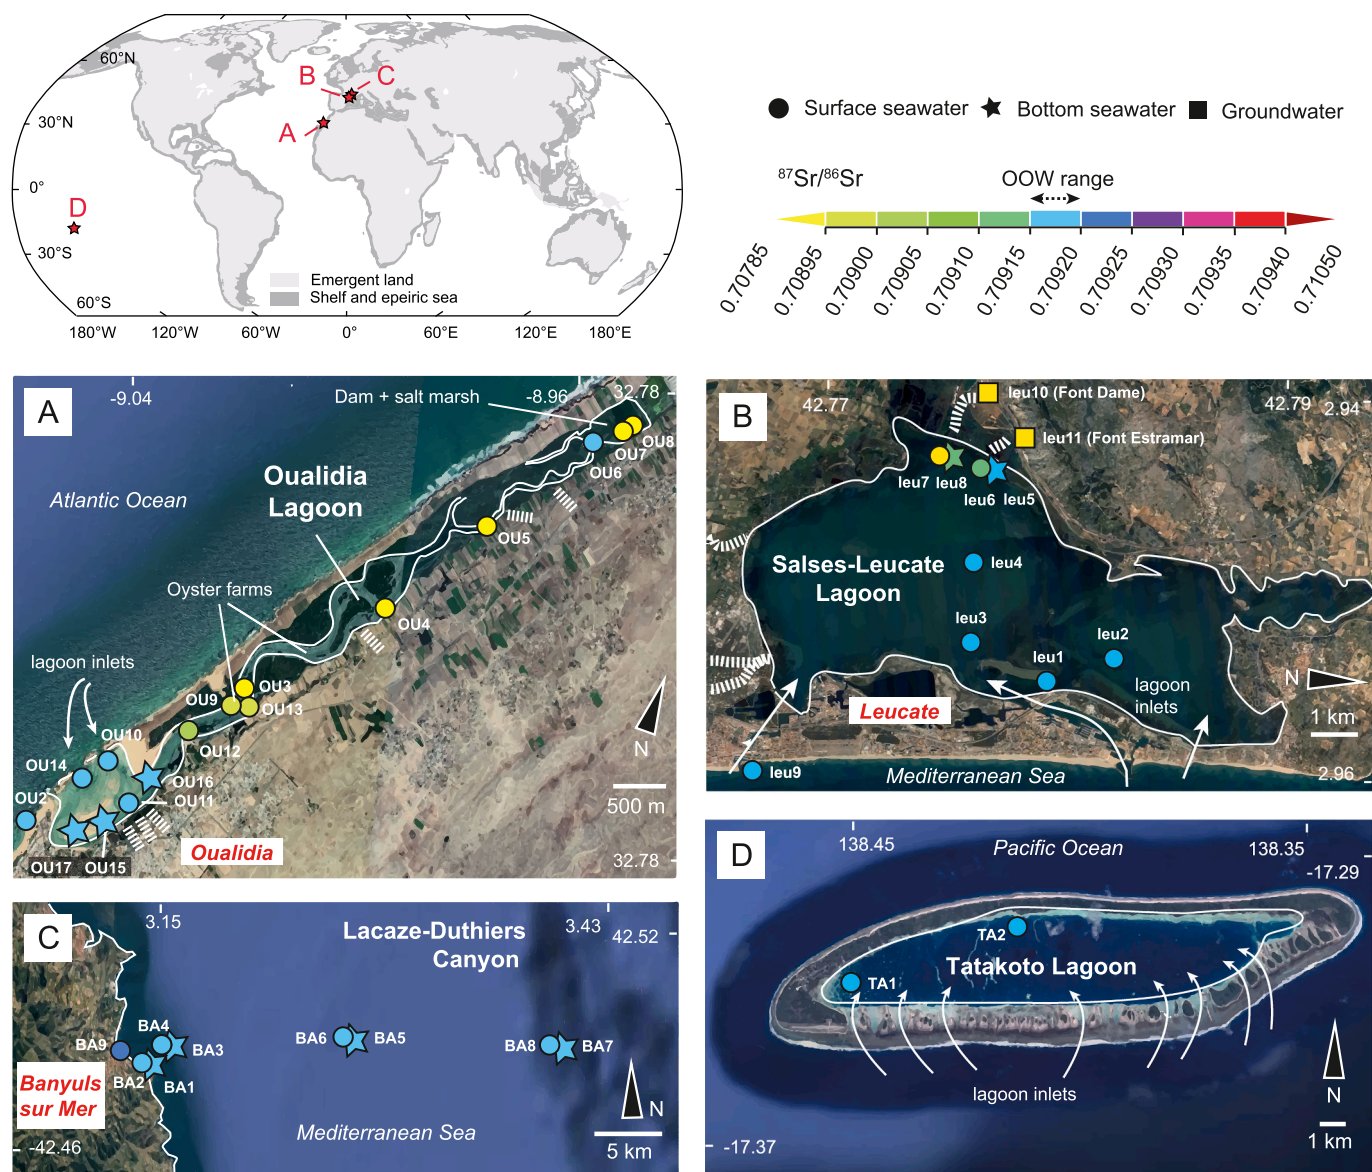 60°N
30°N
0°
30°S
60°S
180°W
120°W
60°W
0°
60°E
120°E
180°E
A
B
C
D
Emergent land
Shelf and epeiric sea
Surface seawater
Bottom seawater
Groundwater
⁸⁷Sr/⁸⁶Sr
OOW range
0.70785
0.70895
0.70900
0.70905
0.70910
0.70915
0.70920
0.70925
0.70930
0.70935
0.70940
0.71050
A
-9.04
-8.96
32.78
Dam + salt marsh
OU8
OU7
OU6
Oualidia
Lagoon
Atlantic Ocean
OU5
Oyster farms
OU4
lagoon inlets
OU3
OU9
OU13
OU10
OU12
OU14
OU16
OU2
OU11
N
500 m
Oualidia
OU17
OU15
32.78
B
42.77
42.79
2.94
leu10 (Font Dame)
leu11 (Font Estramar)
leu7
leu8
leu6
leu5
Salses-Leucate
Lagoon
leu4
leu3
leu2
leu1
lagoon
inlets
N
1 km
Leucate
leu9
Mediterranean Sea
2.96
C
3.15
3.43
42.52
Lacaze-Duthiers
Canyon
BA4
BA9
BA3
BA6
BA5
BA8
BA7
BA2
BA1
Banyuls
sur Mer
N
Mediterranean Sea
5 km
-42.46
D
138.45
Pacific Ocean
138.35
-17.29
TA2
Tatakoto Lagoon
TA1
lagoon inlets
N
1 km
-17.37